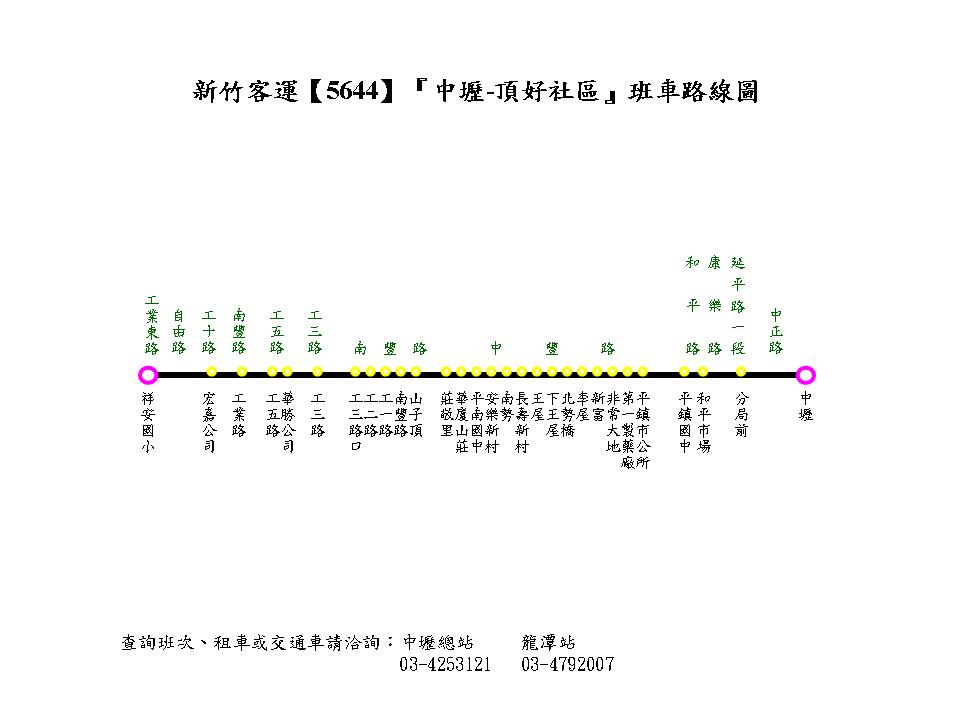 新竹客運【5644】『中壢-頂好社區』班車路線圖
工業東路
自由路
工十路
南豐路
工五路
工三路
南豐路
中豐路
和平路
康樂路
延平路一段
中正路
祥安國小
宏嘉公司
工業路
工五路
華勝公司
工三路
工三路口
工二路
工一路
南豐路
山子頂
莊敬里
華廈山莊
平南國中
安樂新村
南勢
長壽新村
王屋
下王屋
北勢橋
李屋
新富
非常大地
第一製藥廠
平鎮市公所
平鎮國中
和平市場
分局前
中壢
查詢班次、租車或交通車請洽詢：中壢總站 龍潭站
03-4253121 03-4792007